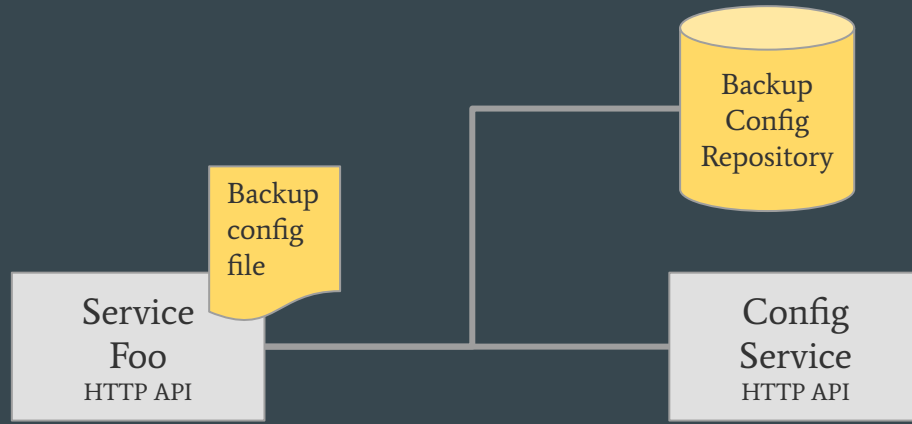 Backup
Config
Repository
Backup
config
file
Service
Foo
HTTP API
Config
Service
HTTP API